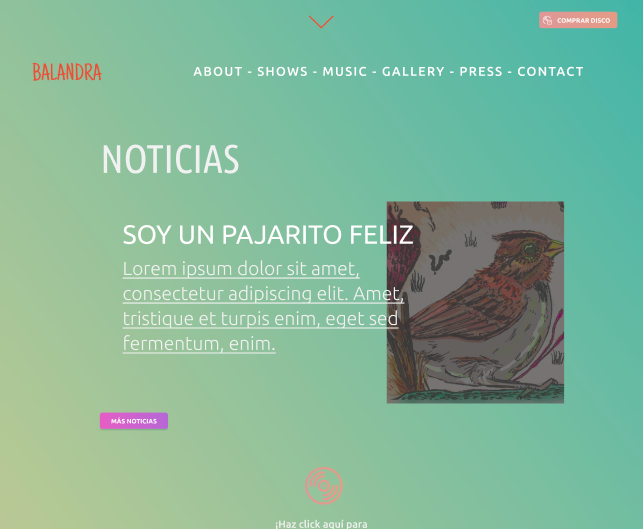 COMPRAR DISCO
BALANDRA
ABOUT - SHOWS - MUSIC - GALLERY - PRESS - CONTACT
NOTICIAS
SOY UN PAJARITO FELIZ
Lorem ipsum dolor sit amet,
consectetur adipiscing elit. Amet,
tristique et turpis enim, eget sed
fermentum, enim.
MÁS NOTICIAS
¡Haz click aquí para